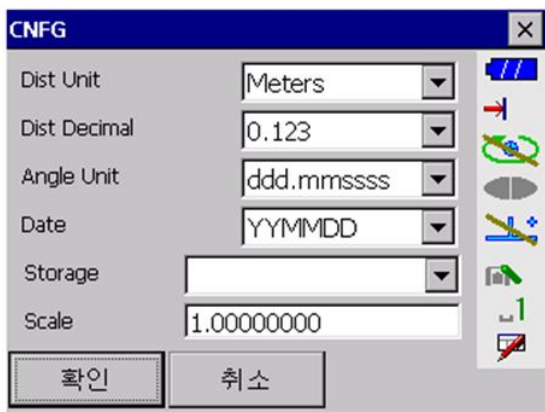 CNFG
Dist Unit Meters
Dist Decimal 0.123
Angle Unit ddd.mmssss
Date YYMMDD
Storage
Scale 1.00000000
확인 취소
1